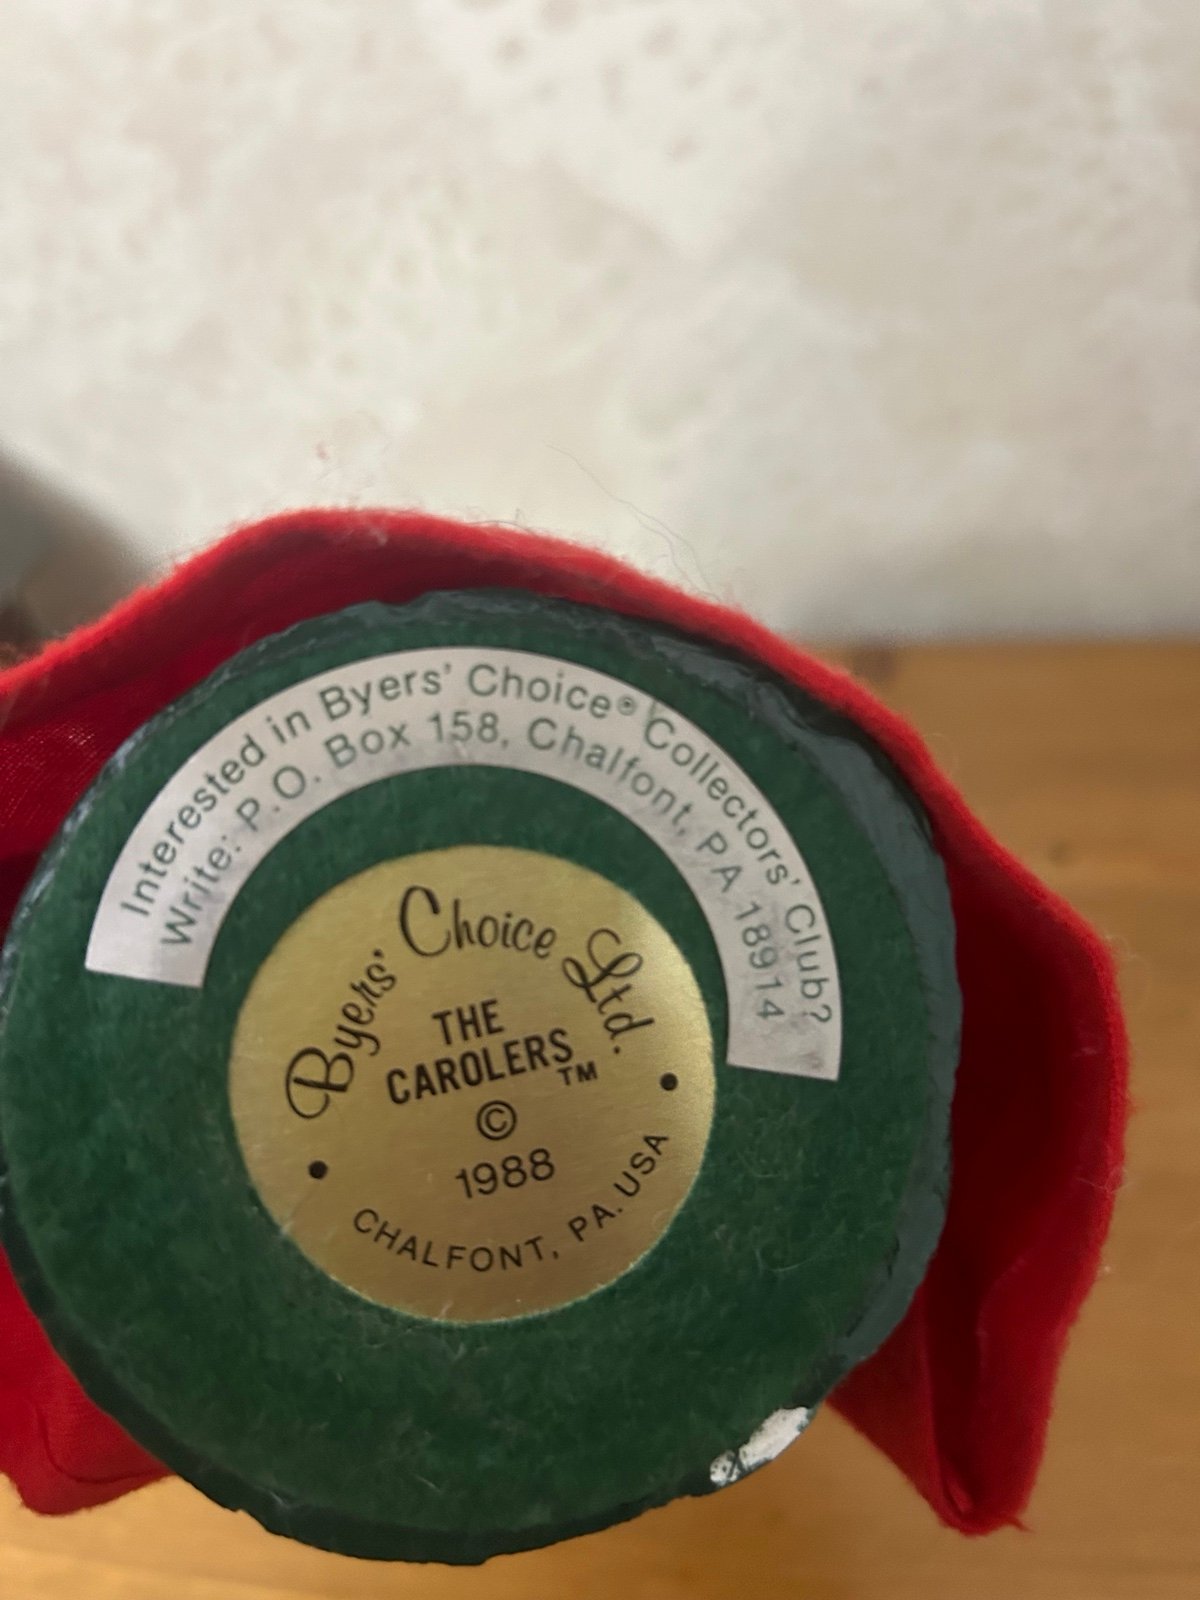 Interested in Byers' Choice® Collectors' Club?
Write: P.O. Box 158, Chalfont, PA 18914
Byers' Choice Ltd.
THE
CAROLERS™
©
1988
CHALFONT, PA. USA